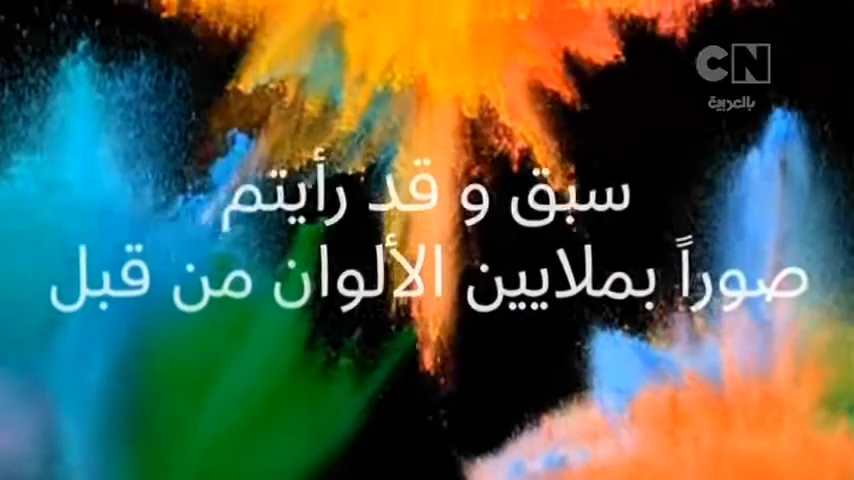 CN
بالعربية
سبق و قد رأيتم
صوراً بملايين الألوان من قبل